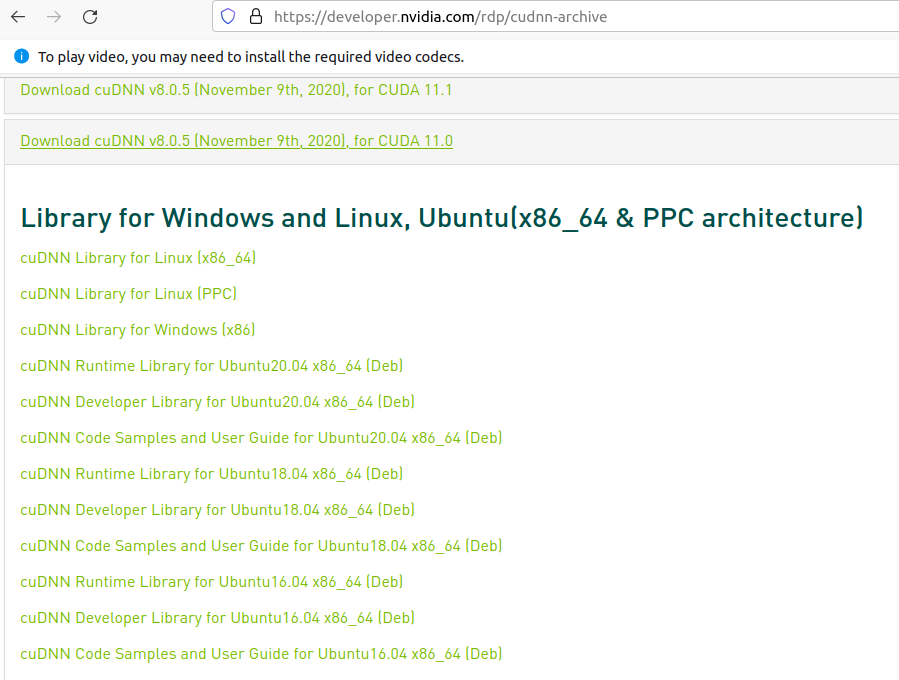 https://developer.nvidia.com/rdp/cudnn-archive
To play video, you may need to install the required video codecs.
Download cuDNN v8.0.5 (November 9th, 2020), for CUDA 11.1
Download cuDNN v8.0.5 (November 9th, 2020), for CUDA 11.0
Library for Windows and Linux, Ubuntu(x86_64 & PPC architecture)
cuDNN Library for Linux (x86_64)
cuDNN Library for Linux (PPC)
cuDNN Library for Windows (x86)
cuDNN Runtime Library for Ubuntu20.04 x86_64 (Deb)
cuDNN Developer Library for Ubuntu20.04 x86_64 (Deb)
cuDNN Code Samples and User Guide for Ubuntu20.04 x86_64 (Deb)
cuDNN Runtime Library for Ubuntu18.04 x86_64 (Deb)
cuDNN Developer Library for Ubuntu18.04 x86_64 (Deb)
cuDNN Code Samples and User Guide for Ubuntu18.04 x86_64 (Deb)
cuDNN Runtime Library for Ubuntu16.04 x86_64 (Deb)
cuDNN Developer Library for Ubuntu16.04 x86_64 (Deb)
cuDNN Code Samples and User Guide for Ubuntu16.04 x86_64 (Deb)